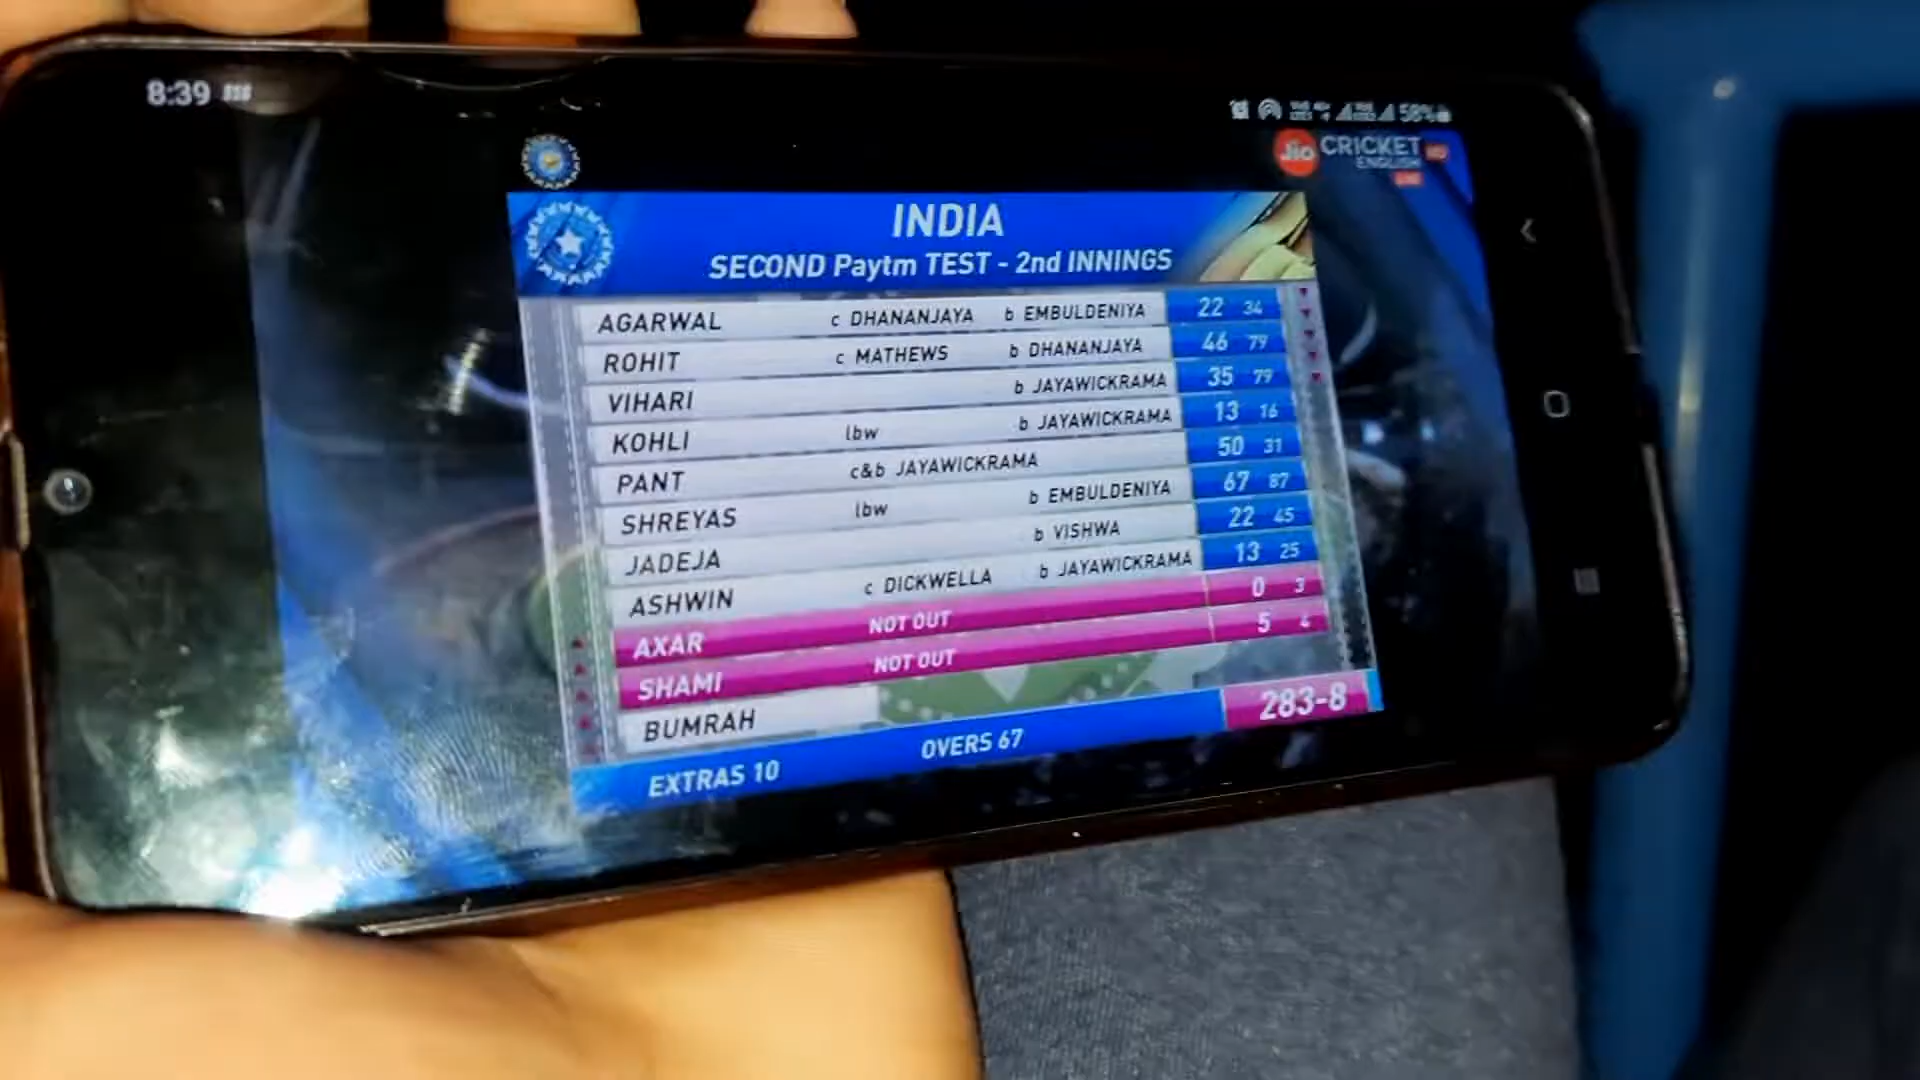 8:39
58%
Jio CRICKET
ENGLISH
INDIA
SECOND Paytm TEST - 2nd INNINGS
AGARWAL c DHANANJAYA b EMBULDENIYA 22 34
ROHIT c MATHEWS b DHANANJAYA 46 79
VIHARI b JAYAWICKRAMA 35 79
KOHLI lbw b JAYAWICKRAMA 13 16
PANT c&b JAYAWICKRAMA 50 31
SHREYAS lbw b EMBULDENIYA 67 87
JADEJA b VISHWA 22 45
ASHWIN c DICKWELLA b JAYAWICKRAMA 13 25
AXAR NOT OUT 0 3
SHAMI NOT OUT 5 4
BUMRAH
EXTRAS 10 OVERS 67 283-8